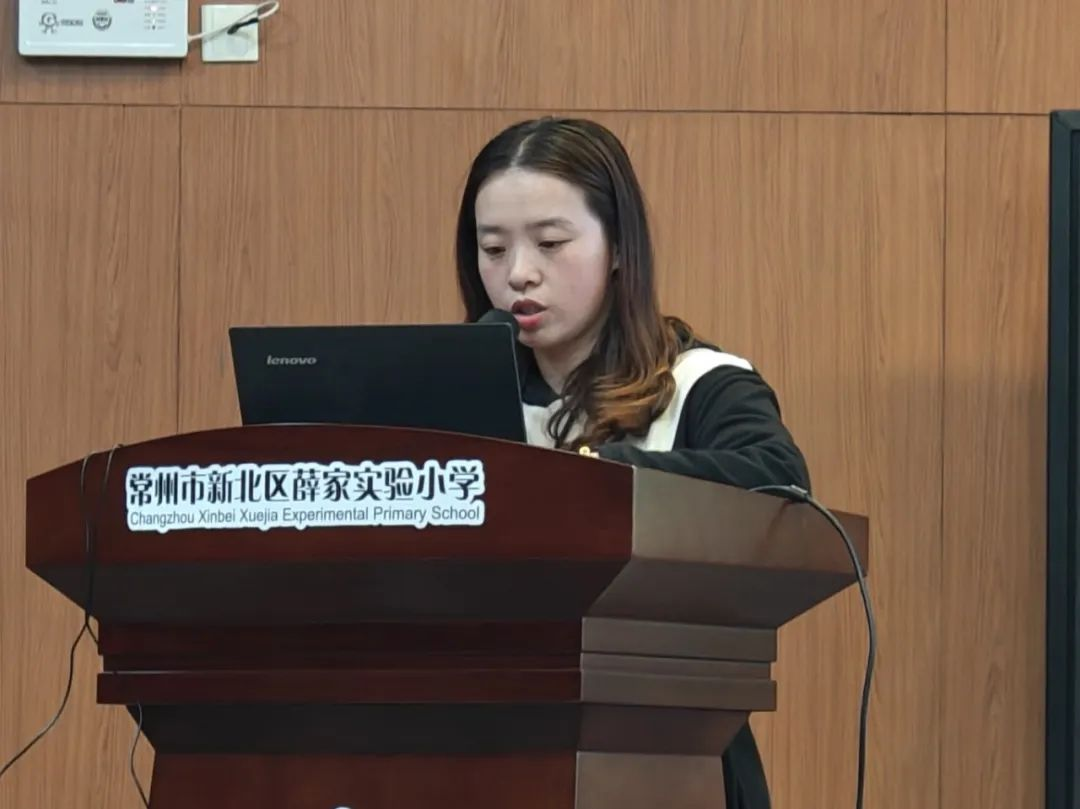 lenovo
常州市新北区薛家实验小学
Changzhou Xinbei Xuejia Experimental Primary School